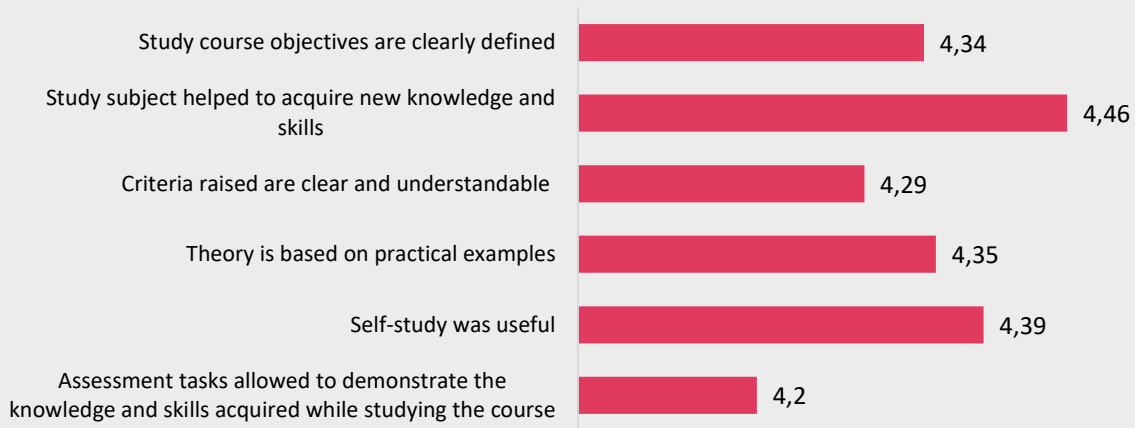 Study course objectives are clearly defined
4,34
Study subject helped to acquire new knowledge and
skills
4,46
Criteria raised are clear and understandable
4,29
Theory is based on practical examples
4,35
Self-study was useful
4,39
Assessment tasks allowed to demonstrate the
knowledge and skills acquired while studying the course
4,2